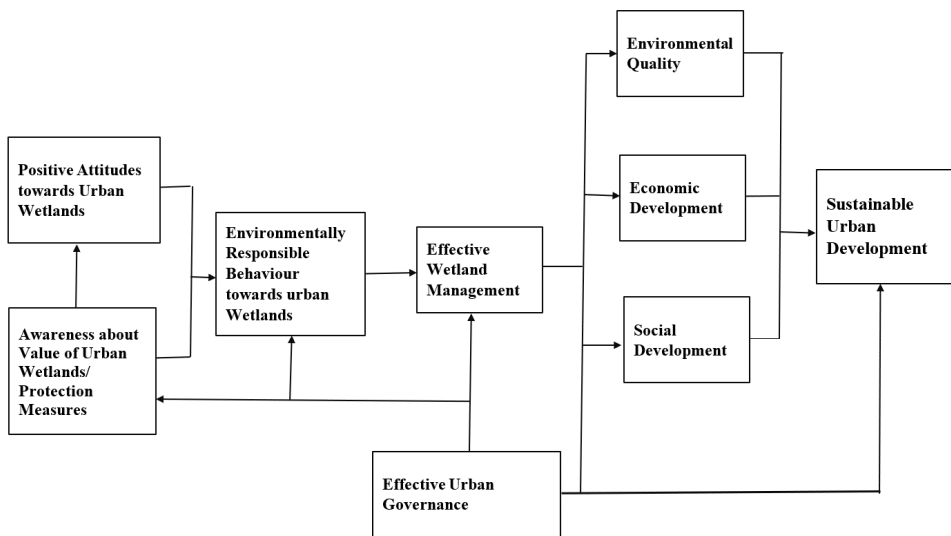 Positive Attitudes
towards Urban
Wetlands
Awareness about
Value of Urban
Wetlands/
Protection
Measures
Environmentally
Responsible
Behaviour
towards urban
Wetlands
Effective
Wetland
Management
Effective Urban
Governance
Environmental
Quality
Economic
Development
Social
Development
Sustainable
Urban
Development